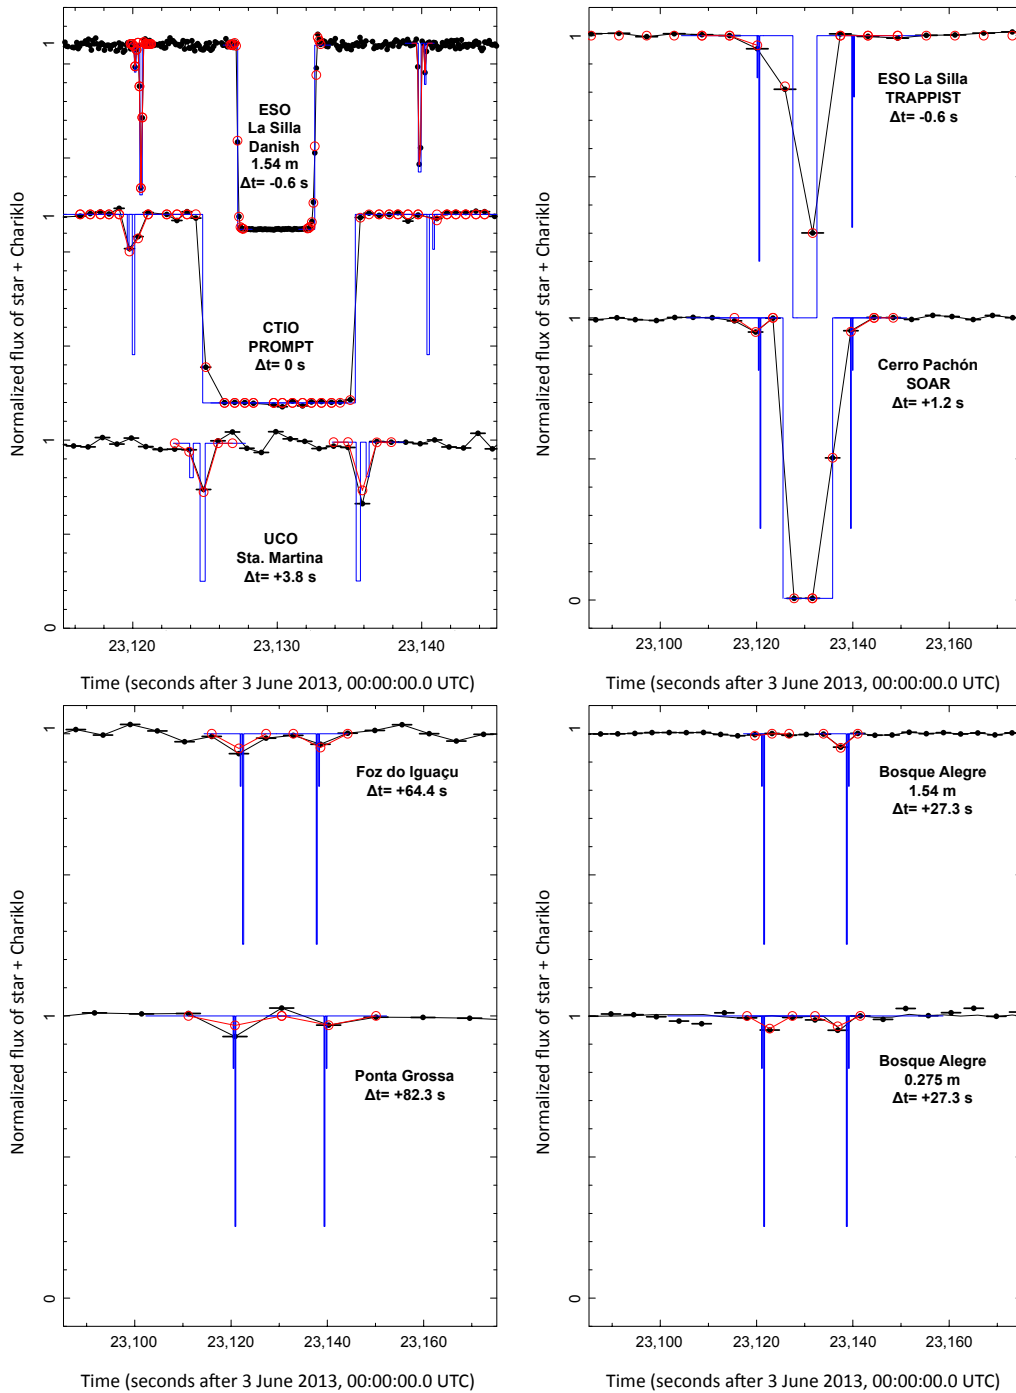 Normalized flux of star + Chariklo
1
ESO
La Silla
Danish
1.54 m
Δt= -0.6 s
1
CTIO
PROMPT
Δt= 0 s
1
UCO
Sta. Martina
Δt= +3.8 s
0
23,120
23,130
23,140
Time (seconds after 3 June 2013, 00:00:00.0 UTC)
Normalized flux of star + Chariklo
1
ESO La Silla
TRAPPIST
Δt= -0.6 s
1
Cerro Pachón
SOAR
Δt= +1.2 s
0
23,100
23,120
23,140
23,160
Time (seconds after 3 June 2013, 00:00:00.0 UTC)
Normalized flux of star + Chariklo
1
Foz do Iguaçu
Δt= +64.4 s
1
Ponta Grossa
Δt= +82.3 s
0
23,100
23,120
23,140
23,160
Time (seconds after 3 June 2013, 00:00:00.0 UTC)
Normalized flux of star + Chariklo
1
Bosque Alegre
1.54 m
Δt= +27.3 s
1
Bosque Alegre
0.275 m
Δt= +27.3 s
0
23,100
23,120
23,140
23,160
Time (seconds after 3 June 2013, 00:00:00.0 UTC)